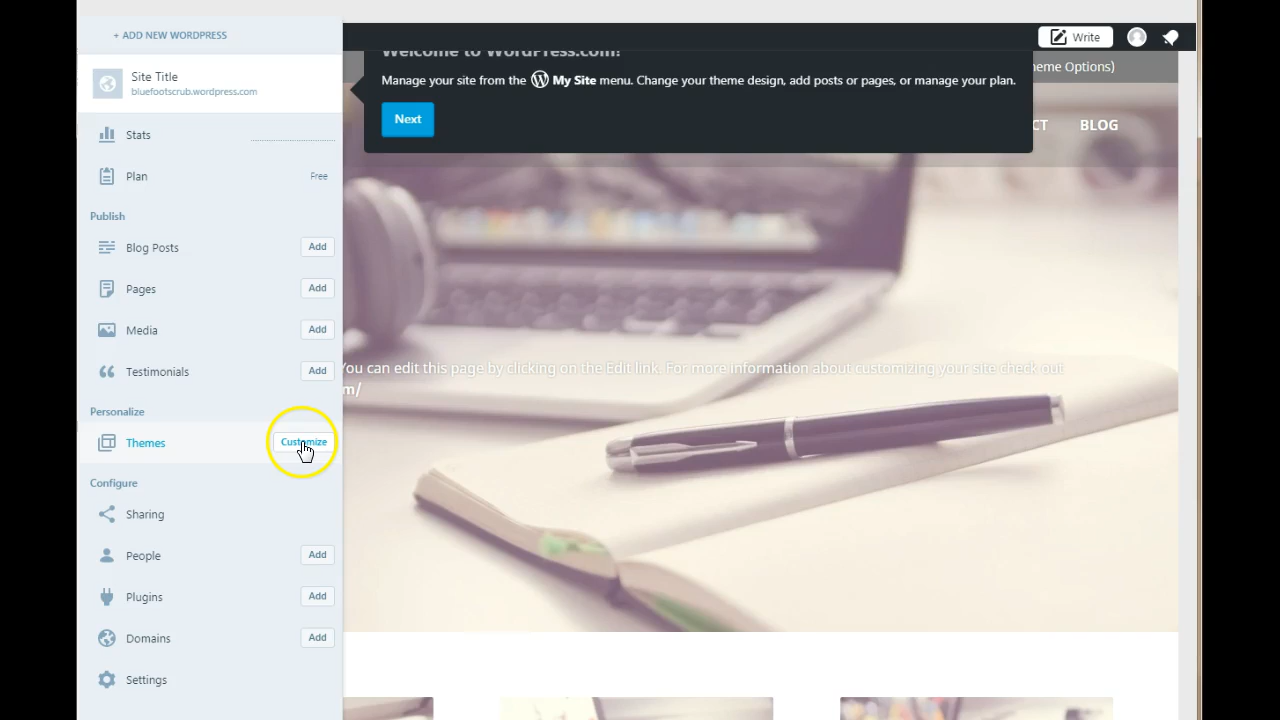 + ADD NEW WORDPRESS
Site Title
bluefootscrub.wordpress.com
Stats
Plan Free
Publish
Blog Posts Add
Pages Add
Media Add
Testimonials Add
Personalize
Themes Customize
Configure
Sharing
People Add
Plugins Add
Domains Add
Settings
Write
Welcome to WordPress.com!
Manage your site from the My Site menu. Change your theme design, add posts or pages, or manage your plan.
Next
Theme Options)
BLOG
You can edit this page by clicking on the Edit link. For more information about customizing your site check out
m/